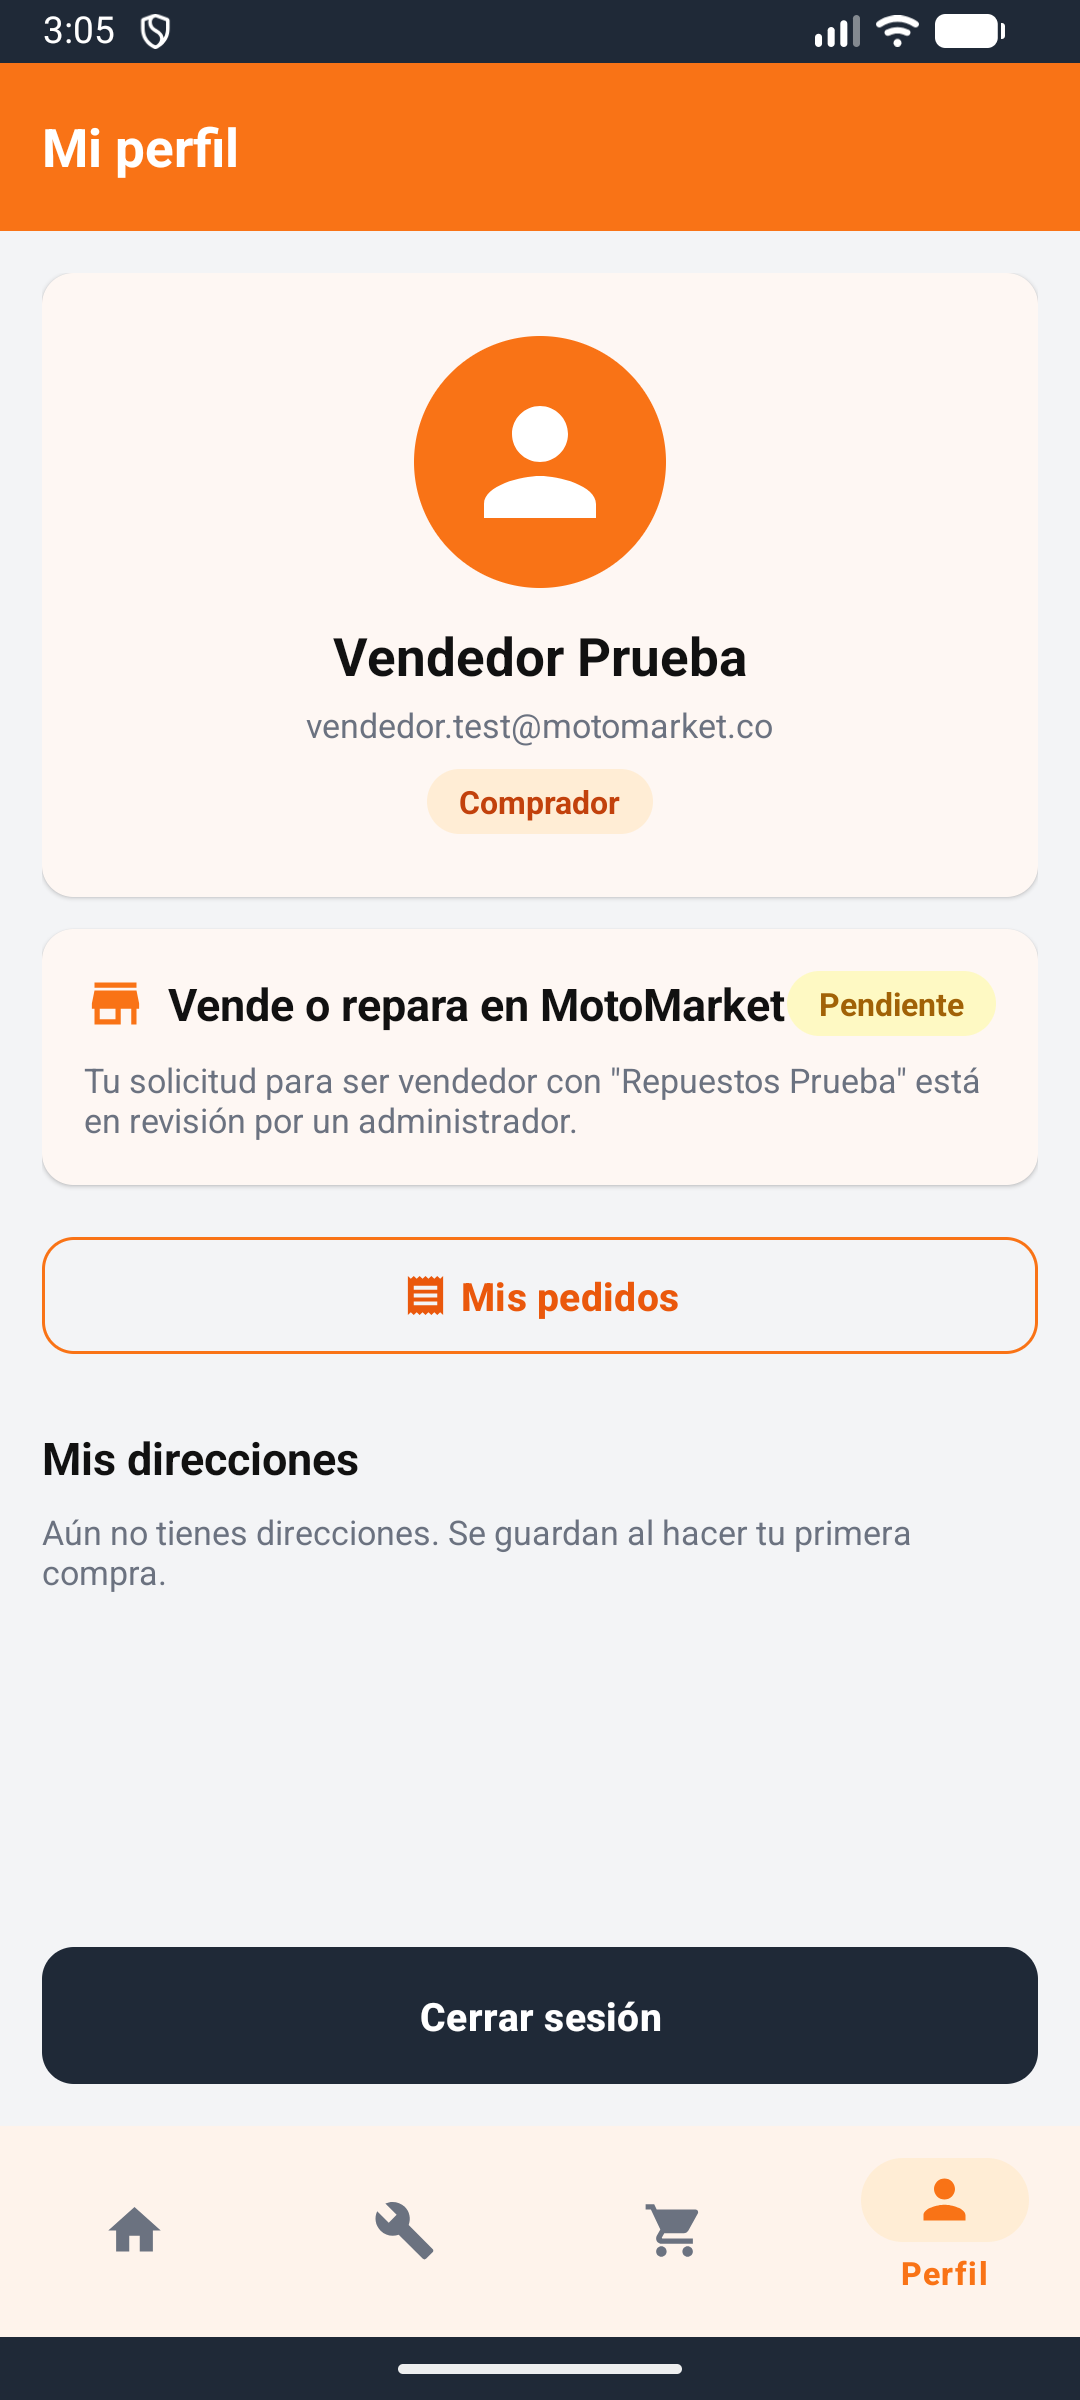 3:05
Mi perfil
Vendedor Prueba
vendedor.test@motomarket.co
Comprador
Vende o repara en MotoMarket
Pendiente
Tu solicitud para ser vendedor con "Repuestos Prueba" está
en revisión por un administrador.
Mis pedidos
Mis direcciones
Aún no tienes direcciones. Se guardan al hacer tu primera
compra.
Cerrar sesión
Perfil